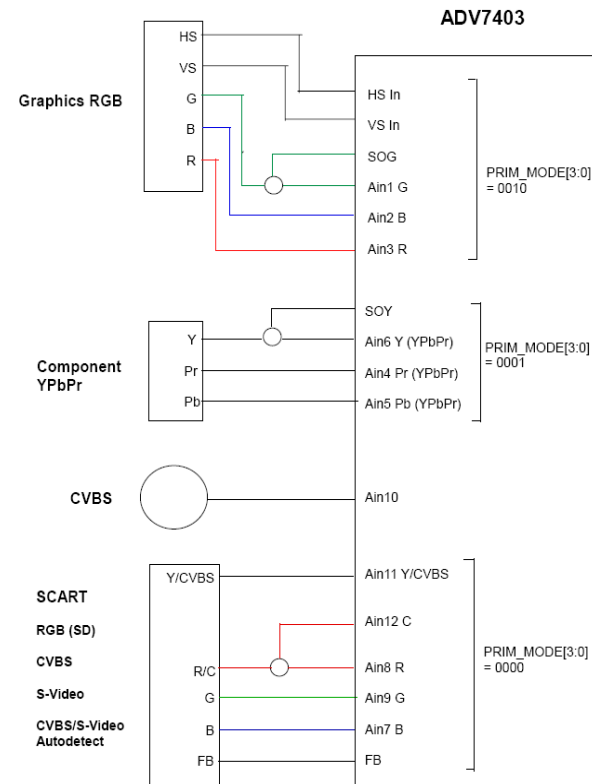 ADV7403
Graphics RGB
HS
VS
G
B
R
HS In
VS In
SOG
Ain1 G
Ain2 B
Ain3 R
PRIM_MODE[3:0]
= 0010
Component
YPbPr
Y
Pr
Pb
SOY
Ain6 Y (YPbPr)
Ain4 Pr (YPbPr)
Ain5 Pb (YPbPr)
PRIM_MODE[3:0]
= 0001
CVBS
Ain10
SCART
RGB (SD)
CVBS
S-Video
CVBS/S-Video
Autodetect
Y/CVBS
R/C
G
B
FB
Ain11 Y/CVBS
Ain12 C
Ain8 R
Ain9 G
Ain7 B
FB
PRIM_MODE[3:0]
= 0000